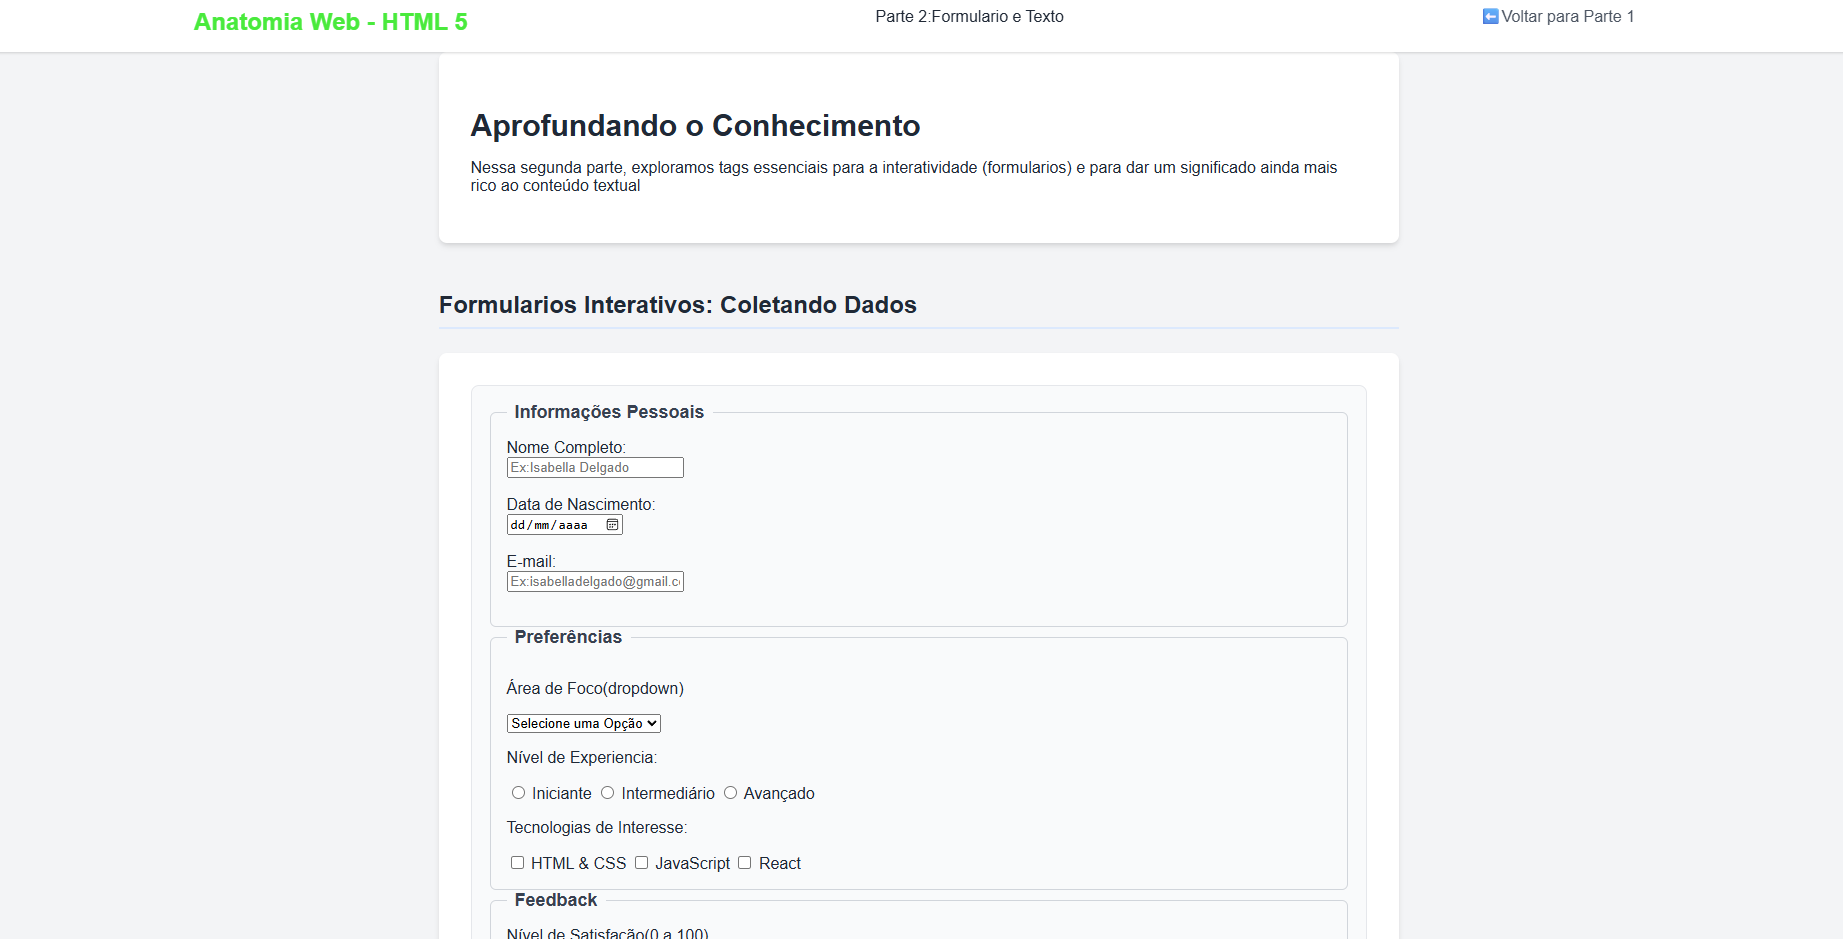 Anatomia Web - HTML 5
Parte 2:Formulario e Texto
Voltar para Parte 1
Aprofundando o Conhecimento
Nessa segunda parte, exploramos tags essenciais para a interatividade (formularios) e para dar um significado ainda mais
rico ao conteúdo textual
Formularios Interativos: Coletando Dados
Informações Pessoais
Nome Completo:
Ex:Isabella Delgado
Data de Nascimento:
dd/mm/aaaa
E-mail:
Ex:isabelladelgado@gmail.c
Preferências
Área de Foco(dropdown)
Selecione uma Opção
Nível de Experiencia:
Iniciante Intermediário Avançado
Tecnologias de Interesse:
HTML & CSS JavaScript React
Feedback
Nível de Satisfação(0 a 100)